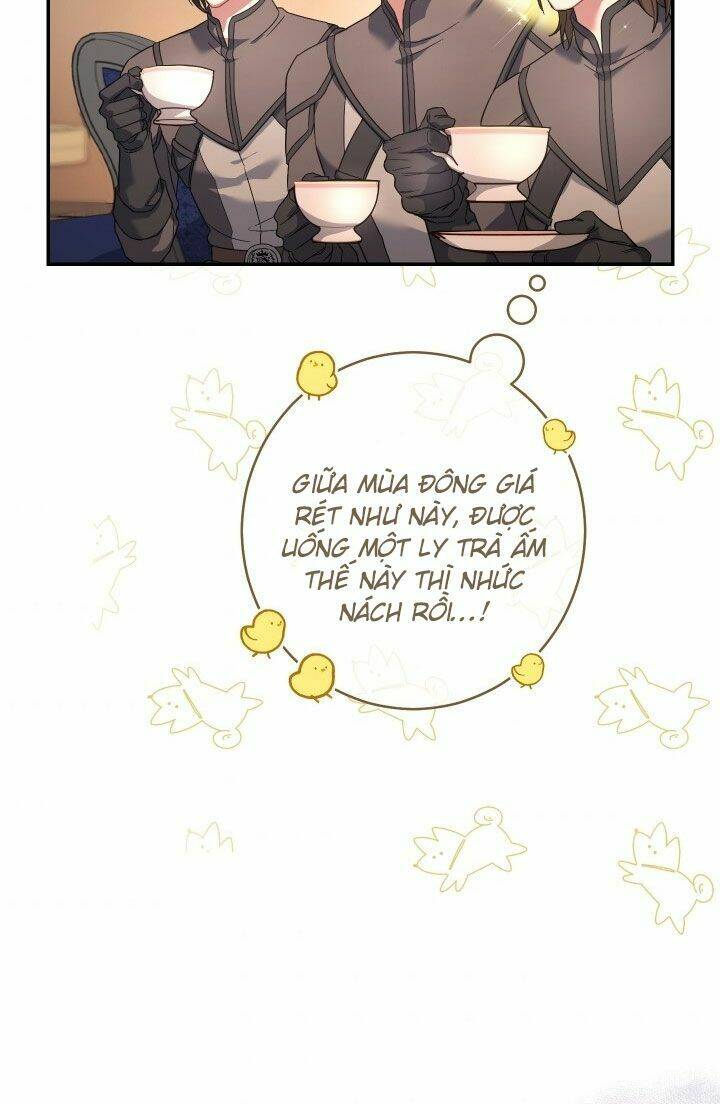 GIỮA MÙA ĐÔNG GIÁ
RÉT NHƯ NÀY, ĐƯỢC
UỐNG MỘT LY TRÀ ẤM
THẾ NÀY THÌ NHỨC
NÁCH RỒI...!